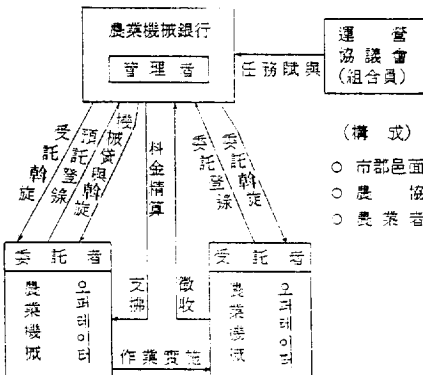 農業機械銀行
管理者
任務賦與
運營
協議會
(組合員)
(構成)
○ 市郡邑面
○ 農協
○ 農業者
受託斡旋
預託登錄
機械貸與斡旋
料金精算
委託登錄
委託斡旋
委託者
農業機械
오퍼레이터
支拂
徵收
受託者
農業機械
오퍼레이터
作業實施